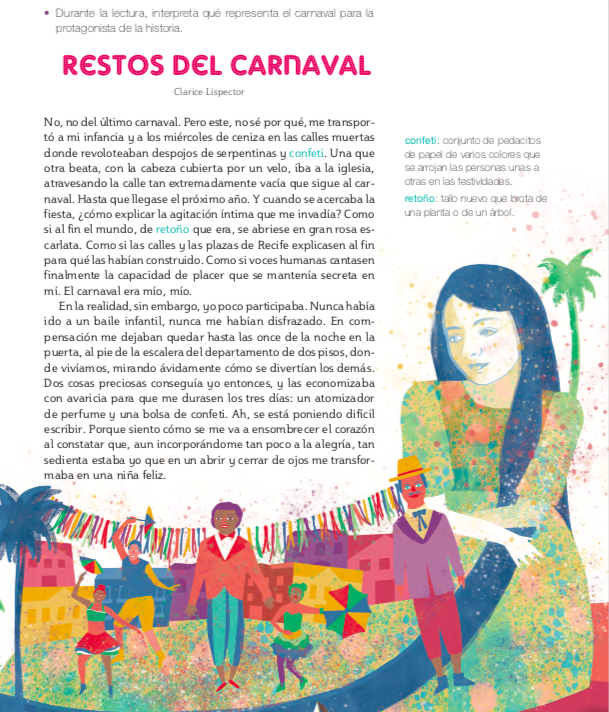 • Durante la lectura, interpreta qué representa el carnaval para la
protagonista de la historia.
RESTOS DEL CARNAVAL
Clarice Lispector
No, no del último carnaval. Pero este, no sé por qué, me transpor-
tó a mi infancia y a los miércoles de ceniza en las calles muertas
donde revoloteaban despojos de serpentinas y confeti. Una que
otra beata, con la cabeza cubierta por un velo, iba a la iglesia,
atravesando la calle tan extremadamente vacía que sigue al car-
naval. Hasta que llegase el próximo año. Y cuando se acercaba la
fiesta, ¿cómo explicar la agitación íntima que me invadía? Como
si al fin el mundo, de retoño que era, se abriese en gran rosa es-
carlata. Como si las calles y las plazas de Recife explicasen al fin
para qué las habían construido. Como si voces humanas cantasen
finalmente la capacidad de placer que se mantenía secreta en
mí. El carnaval era mío, mío.
En la realidad, sin embargo, yo poco participaba. Nunca había
ido a un baile infantil, nunca me habían disfrazado. En com-
pensación me dejaban quedar hasta las once de la noche en la
puerta, al pie de la escalera del departamento de dos pisos, don-
de vivíamos, mirando ávidamente cómo se divertían los demás.
Dos cosas preciosas conseguía yo entonces, y las economizaba
con avaricia para que me durasen los tres días: un atomizador
de perfume y una bolsa de confeti. Ah, se está poniendo difícil
escribir. Porque siento cómo se me va a ensombrecer el corazón
al constatar que, aun incorporándome tan poco a la alegría, tan
sedienta estaba yo que en un abrir y cerrar de ojos me transfor-
maba en una niña feliz.
confeti: conjunto de pedacitos
de papel de varios colores que
se arrojan las personas unas a
otras en las festividades.
retoño: tallo nuevo que brota de
una planta o de un árbol.